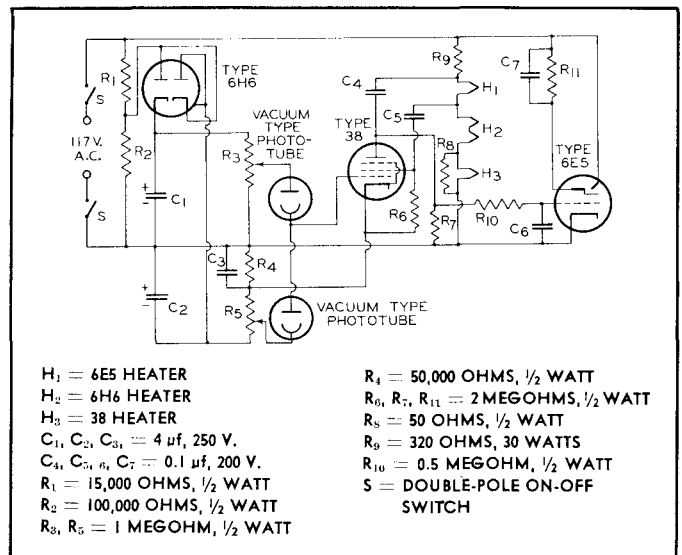 R₁
TYPE
6H6
S
117 V.
A.C.
S
R₂
C₁
C₂
VACUUM
TYPE
PHOTO-
TUBE
R₃
C₃
R₄
R₅
VACUUM TYPE
PHOTOTUBE
C₄
TYPE
38
C₅
R₉
H₁
H₂
R₈
H₃
R₆
R₇
R₁₀
C₆
C₇
R₁₁
TYPE
6E5
H₁ = 6E5 HEATER
H₂ = 6H6 HEATER
H₃ = 38 HEATER
C₁, C₂, C₃, = 4 µf, 250 V.
C₄, C₅, ₆, C₇ = 0.1 µf, 200 V.
R₁ = 15,000 OHMS, ½ WATT
R₂ = 100,000 OHMS, ½ WATT
R₃, R₅ = 1 MEGOHM, ½ WATT
R₄ = 50,000 OHMS, ½ WATT
R₆, R₇, R₁₁ = 2 MEGOHMS, ½ WATT
R₈ = 50 OHMS, ½ WATT
R₉ = 320 OHMS, 30 WATTS
R₁₀ = 0.5 MEGOHM, ½ WATT
S = DOUBLE-POLE ON-OFF
SWITCH